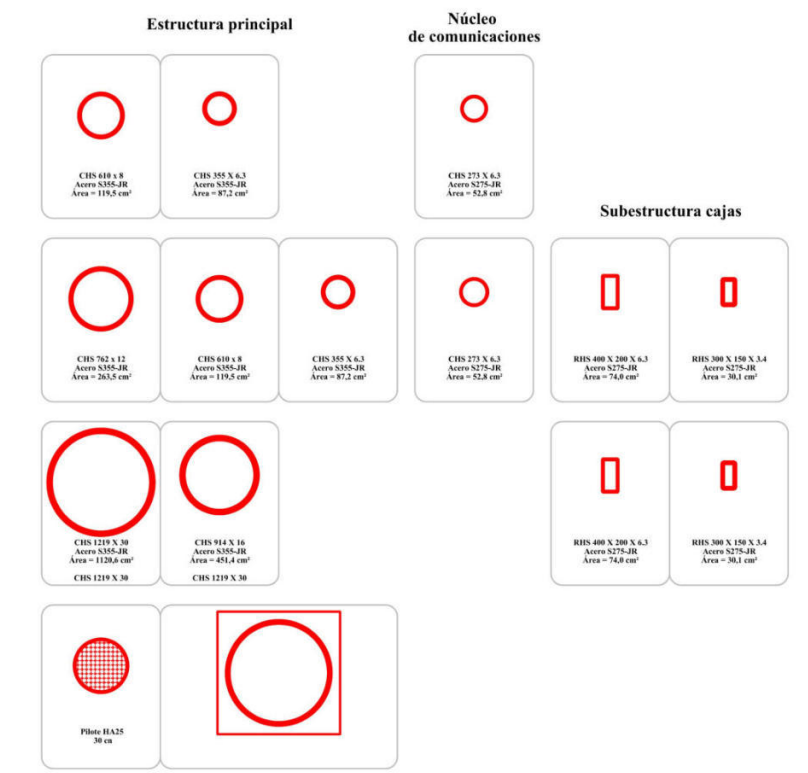 Estructura principal
Núcleo
de comunicaciones
CHS 610 x 8
Acero S355-JR
Área = 119,5 cm²
CHS 355 X 6.3
Acero S355-JR
Área = 87,2 cm²
CHS 273 X 6.3
Acero S275-JR
Área = 52,8 cm²
Subestructura cajas
CHS 762 x 12
Acero S355-JR
Área = 263,5 cm²
CHS 610 x 8
Acero S355-JR
Área = 119,5 cm²
CHS 355 X 6.3
Acero S355-JR
Área = 87,2 cm²
CHS 273 X 6.3
Acero S275-JR
Área = 52,8 cm²
RHS 400 X 200 X 6.3
Acero S275-JR
Área = 74,0 cm²
RHS 300 X 150 X 3.4
Acero S275-JR
Área = 30,1 cm²
CHS 1219 X 30
Acero S355-JR
Área = 1120,6 cm²
CHS 1219 X 30
CHS 914 X 16
Acero S355-JR
Área = 451,4 cm²
CHS 1219 X 30
RHS 400 X 200 X 6.3
Acero S275-JR
Área = 74,0 cm²
RHS 300 X 150 X 3.4
Acero S275-JR
Área = 30,1 cm²
Pilote HA25
30 cn